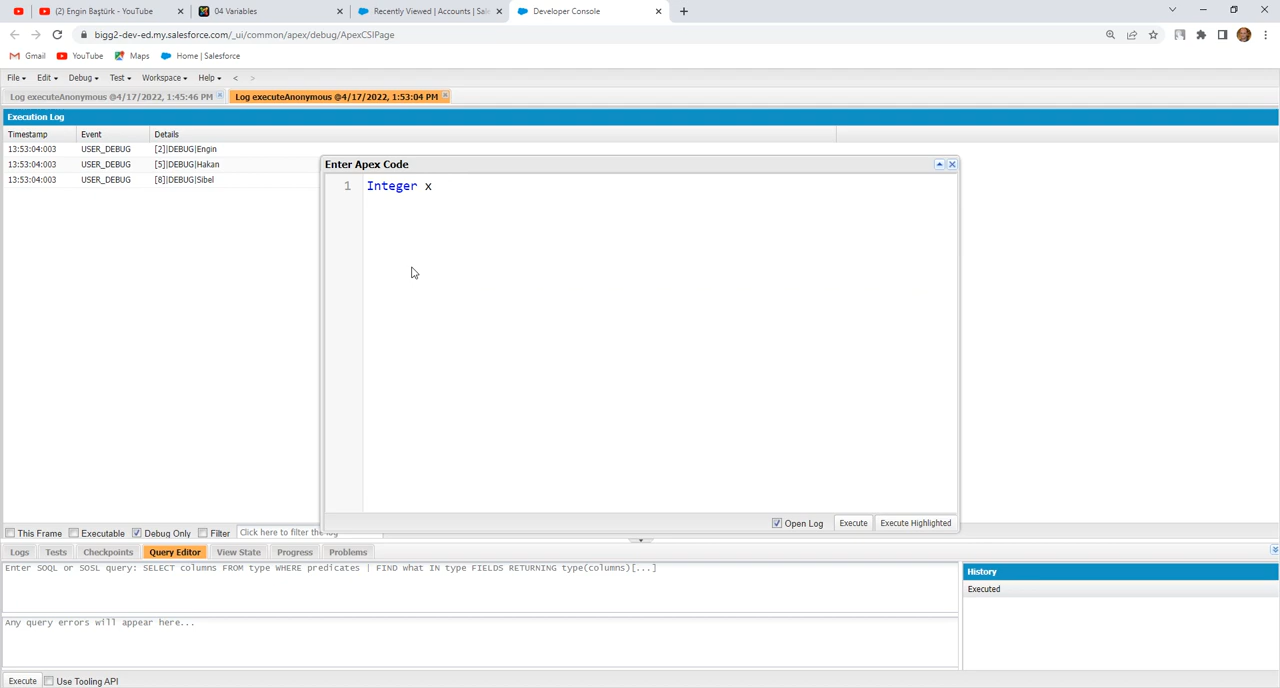 (2) Engin Baştürk - YouTube
04 Variables
Recently Viewed | Accounts | Sal
Developer Console
bigg2-dev-ed.my.salesforce.com/_ui/common/apex/debug/ApexCSIPage
Gmail YouTube Maps Home | Salesforce
File Edit Debug Test Workspace Help < >
Log executeAnonymous @4/17/2022, 1:45:46 PM
Log executeAnonymous @4/17/2022, 1:53:04 PM
Execution Log
Timestamp Event Details
13:53:04:003 USER_DEBUG [2]|DEBUG|Engin
13:53:04:003 USER_DEBUG [5]|DEBUG|Hakan
13:53:04:003 USER_DEBUG [8]|DEBUG|Sibel
Enter Apex Code
1 Integer x
Open Log Execute Execute Highlighted
This Frame Executable Debug Only Filter Click here to filter the log
Logs Tests Checkpoints Query Editor View State Progress Problems
Enter SOQL or SOSL query: SELECT columns FROM type WHERE predicates | FIND what IN type FIELDS RETURNING type(columns)[...]
History
Executed
Any query errors will appear here...
Execute Use Tooling API